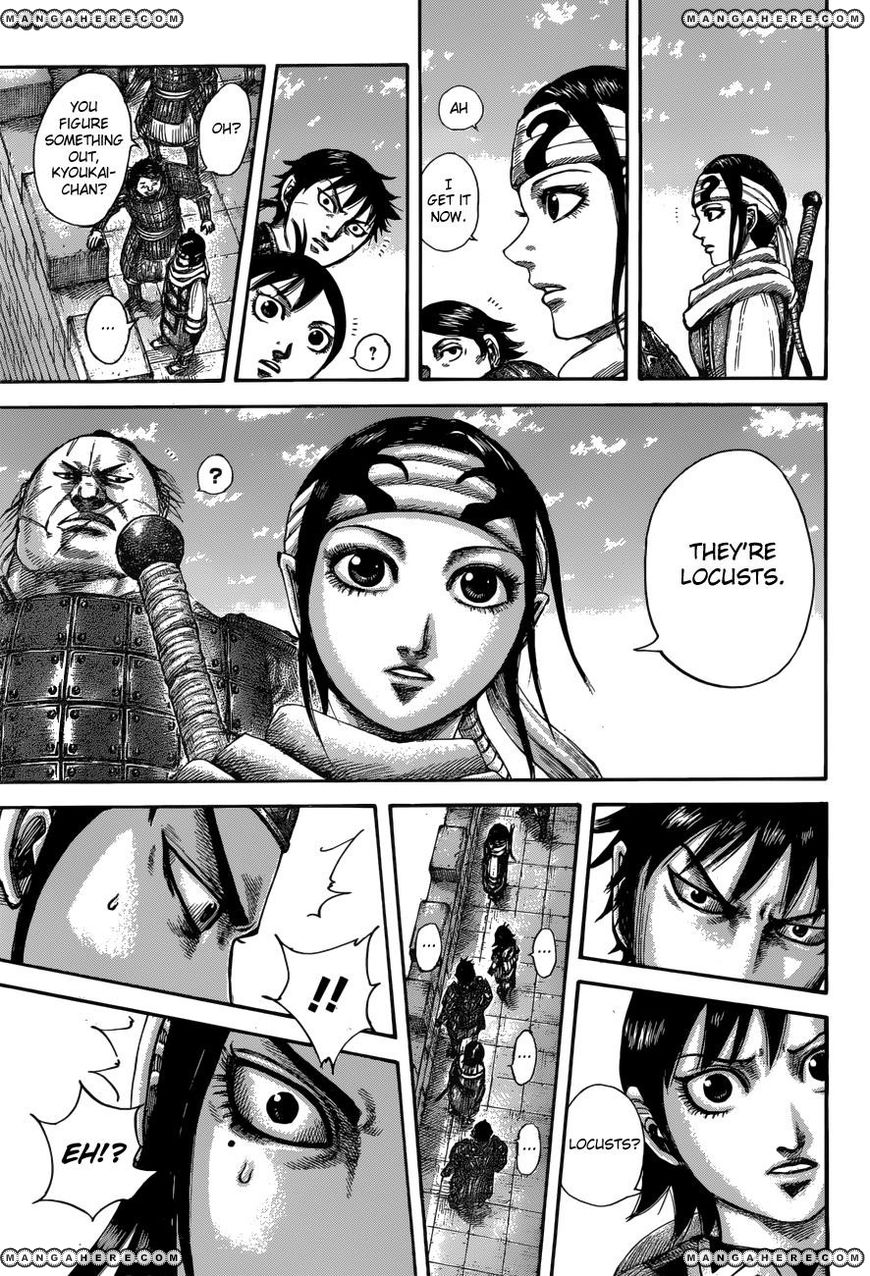 MANGAHERE.COM
MANGAHERE.COM
AH
I
GET IT
NOW.
?
OH?
YOU
FIGURE
SOMETHING
OUT,
KYOUKAI-
CHAN?
...
THEY'RE
LOCUSTS.
?
LOCUSTS?
...
...
...
...
!!
EH!?
MANGAHERE.COM
MANGAHERE.COM